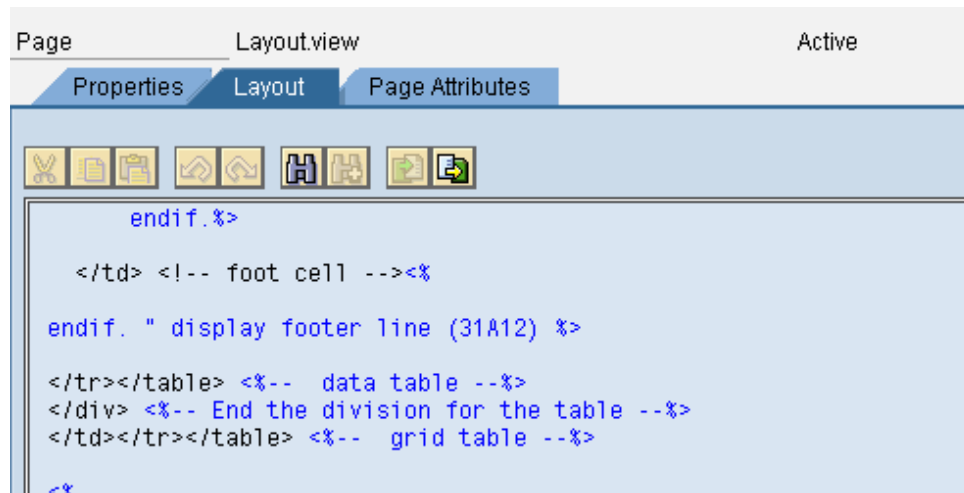 Page Layout.view Active
Properties Layout Page Attributes
endif.%>
</td> <!-- foot cell --><%
endif. " display footer line (31A12) %>
</tr></table> <%-- data table --%>
</div> <%-- End the division for the table --%>
</td></tr></table> <%-- grid table --%>
<%